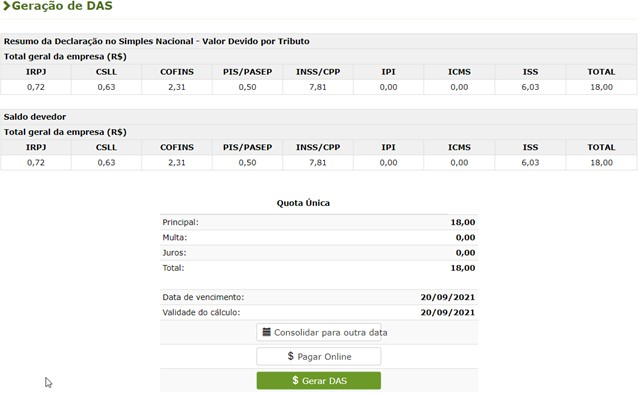 Geração de DAS
Resumo da Declaração no Simples Nacional - Valor Devido por Tributo
Total geral da empresa (R$)
IRPJ CSLL COFINS PIS/PASEP INSS/CPP IPI ICMS ISS TOTAL
0,72 0,63 2,31 0,50 7,81 0,00 0,00 6,03 18,00
Saldo devedor
Total geral da empresa (R$)
IRPJ CSLL COFINS PIS/PASEP INSS/CPP IPI ICMS ISS TOTAL
0,72 0,63 2,31 0,50 7,81 0,00 0,00 6,03 18,00
Quota Única
Principal: 18,00
Multa: 0,00
Juros: 0,00
Total: 18,00
Data de vencimento: 20/09/2021
Validade do cálculo: 20/09/2021
Consolidar para outra data
$ Pagar Online
$ Gerar DAS